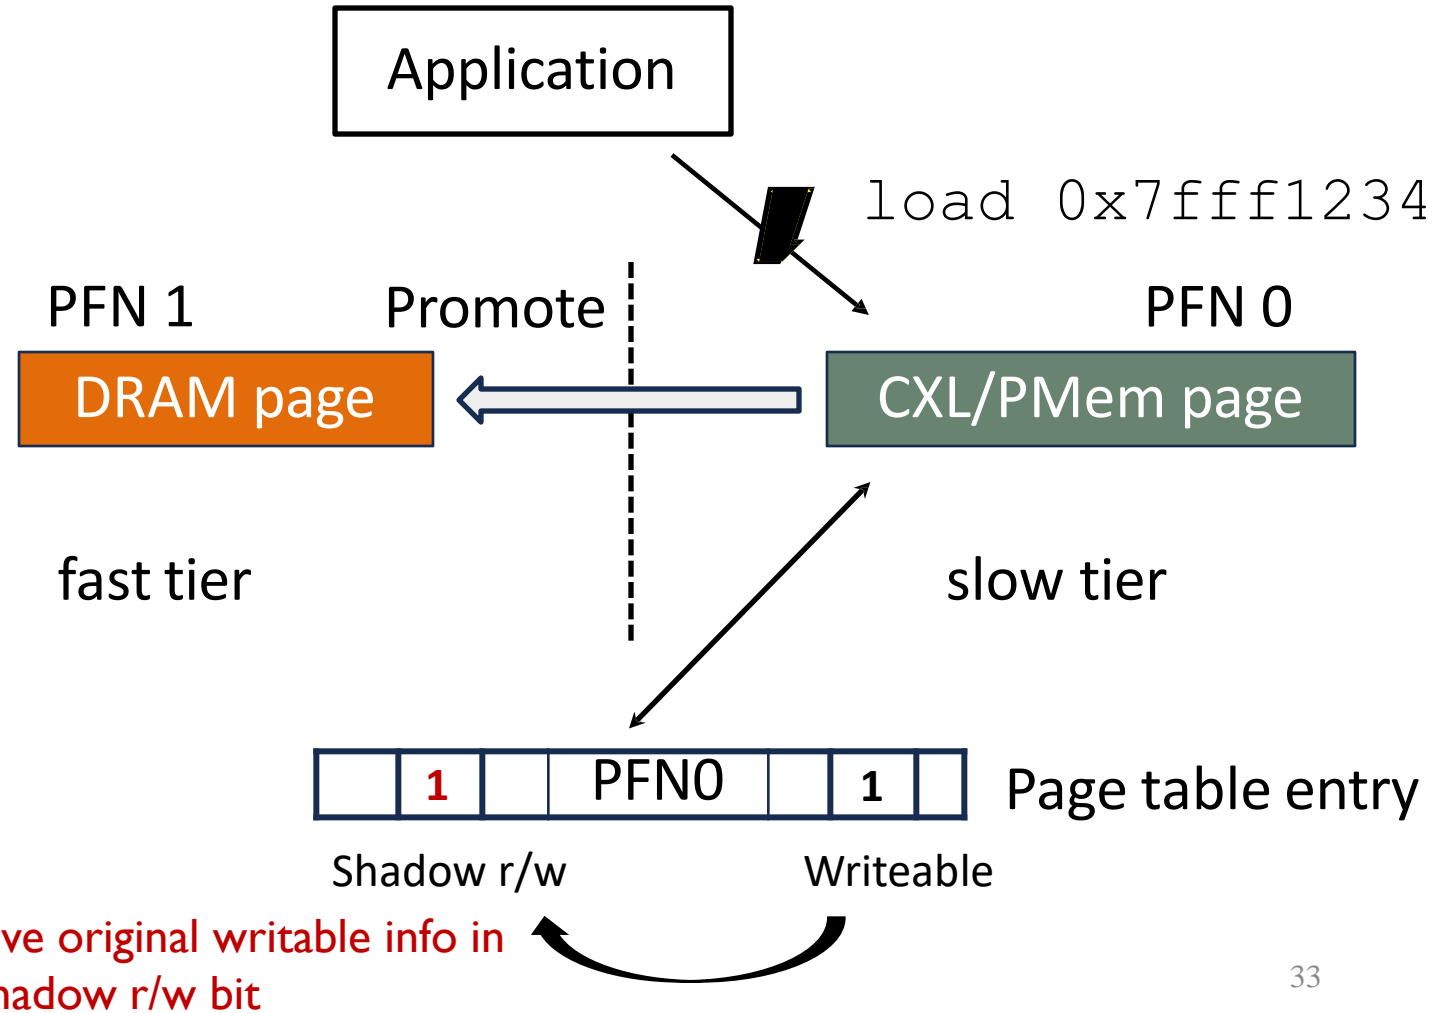 Application
load 0x7fff1234
PFN 1
Promote
PFN 0
DRAM page
CXL/PMem page
fast tier
slow tier
1
PFN0
1
Page table entry
Shadow r/w
Writeable
ve original writable info in
hadow r/w bit
33